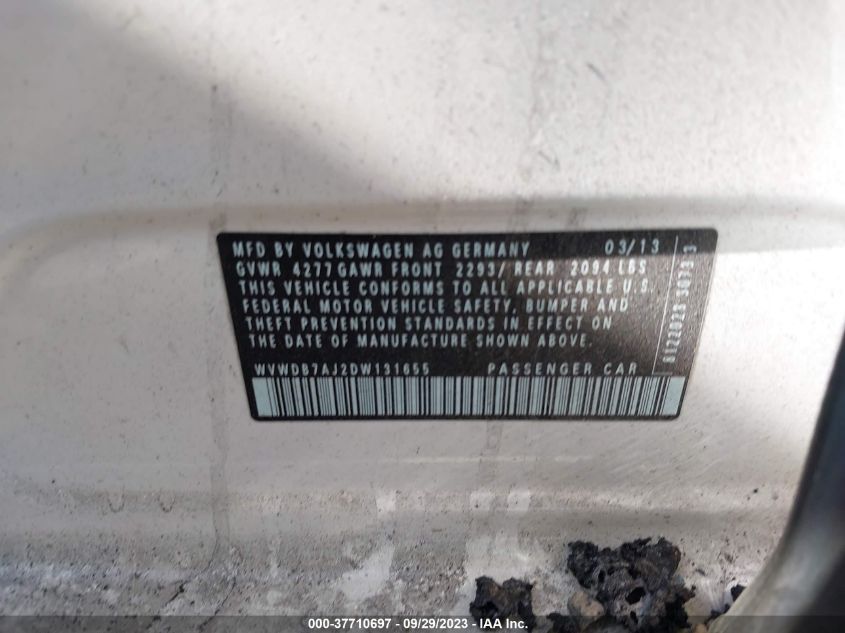 MFD BY VOLKSWAGEN AG GERMANY 03/13
GVWR 4277 GAWR FRONT 2293/ REAR 2094 LBS
THIS VEHICLE CONFORMS TO ALL APPLICABLE U.S.
FEDERAL MOTOR VEHICLE SAFETY, BUMPER AND
THEFT PREVENTION STANDARDS IN EFFECT ON
THE DATE OF MANUFACTURE SHOWN ABOVE.
WVWDB7AJ2DW131655 PASSENGER CAR
000-37710697 - 09/29/2023 - IAA Inc.